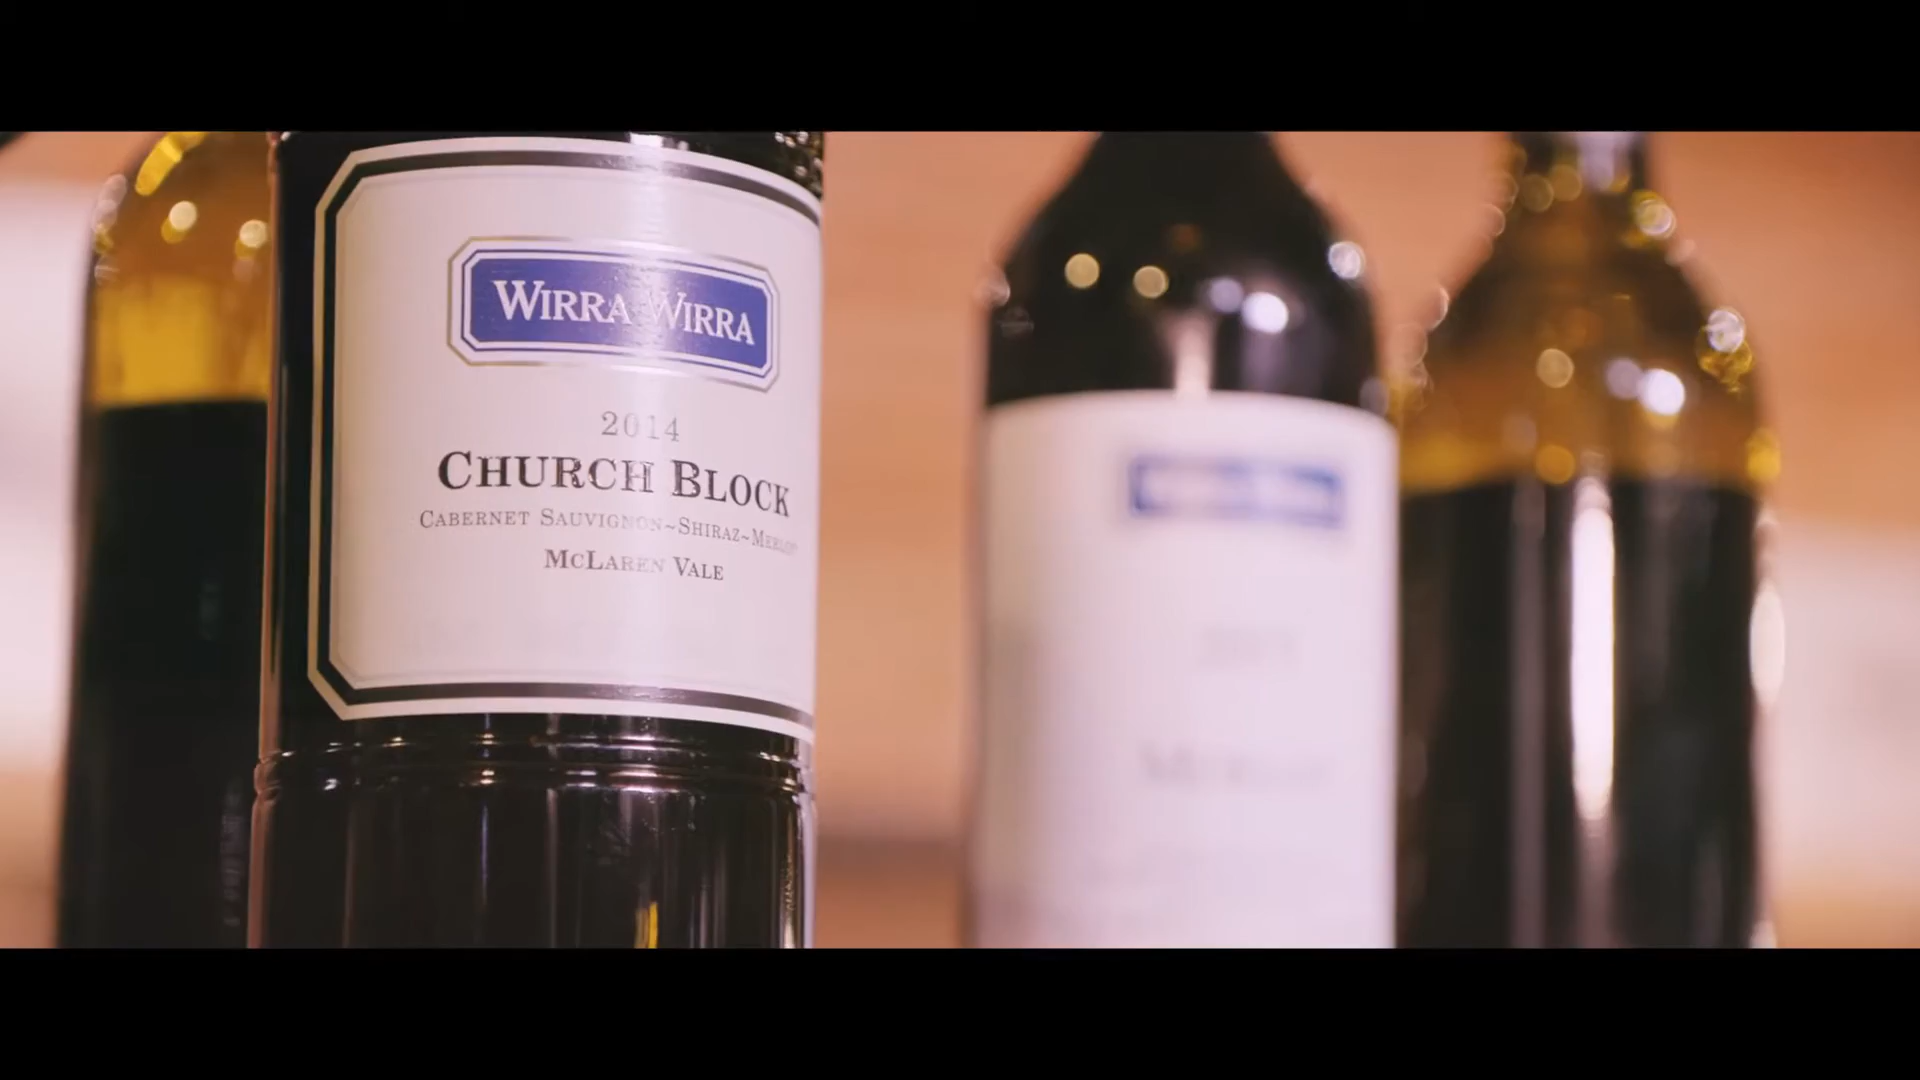 WIRRA WIRRA
2014
CHURCH BLOCK
CABERNET SAUVIGNON~SHIRAZ~MERLOT
MCLAREN VALE